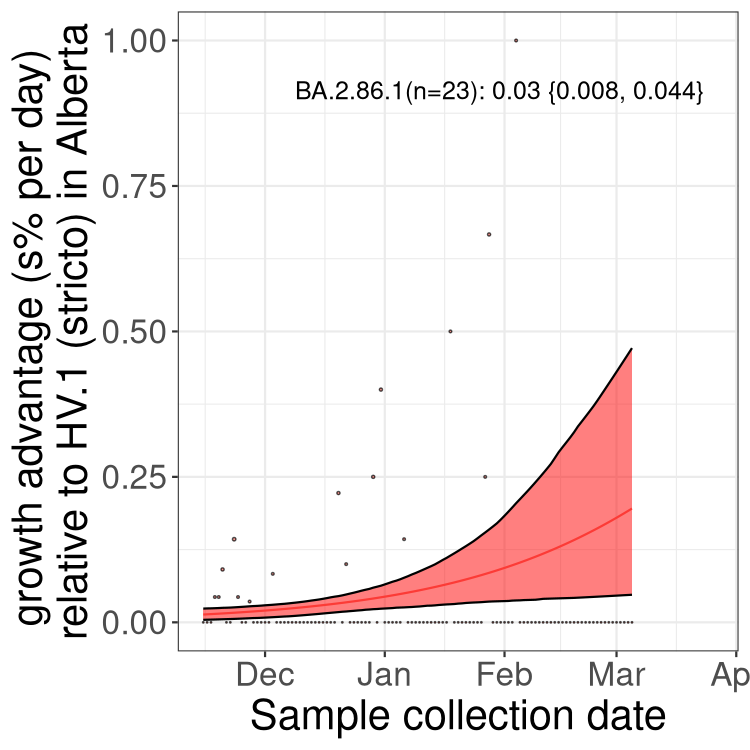 growth advantage (s% per day)
relative to HV.1 (stricto) in Alberta
1.00
0.75
0.50
0.25
0.00
BA.2.86.1(n=23): 0.03 {0.008, 0.044}
Dec Jan Feb Mar Ap
Sample collection date